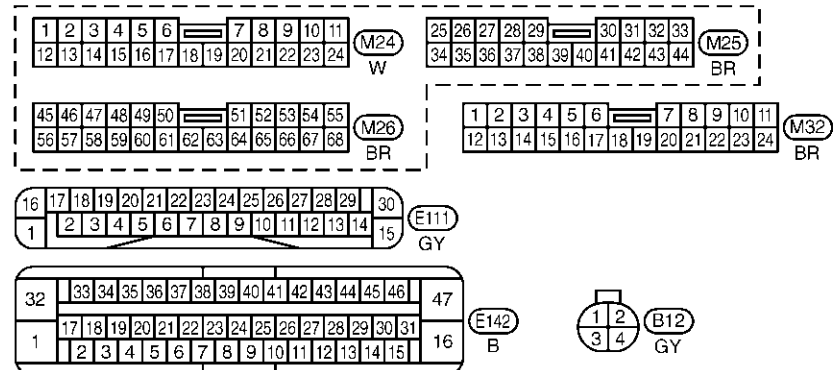 1 2 3 4 5 6 7 8 9 10 11
12 13 14 15 16 17 18 19 20 21 22 23 24
M24
W
25 26 27 28 29 30 31 32 33
34 35 36 37 38 39 40 41 42 43 44
M25
BR
45 46 47 48 49 50 51 52 53 54 55
56 57 58 59 60 61 62 63 64 65 66 67 68
M26
BR
1 2 3 4 5 6 7 8 9 10 11
12 13 14 15 16 17 18 19 20 21 22 23 24
M32
BR
16 17 18 19 20 21 22 23 24 25 26 27 28 29 30
1 2 3 4 5 6 7 8 9 10 11 12 13 14 15
E111
GY
32 33 34 35 36 37 38 39 40 41 42 43 44 45 46 47
17 18 19 20 21 22 23 24 25 26 27 28 29 30 31
1 2 3 4 5 6 7 8 9 10 11 12 13 14 15 16
E142
B
1 2
3 4
B12
GY